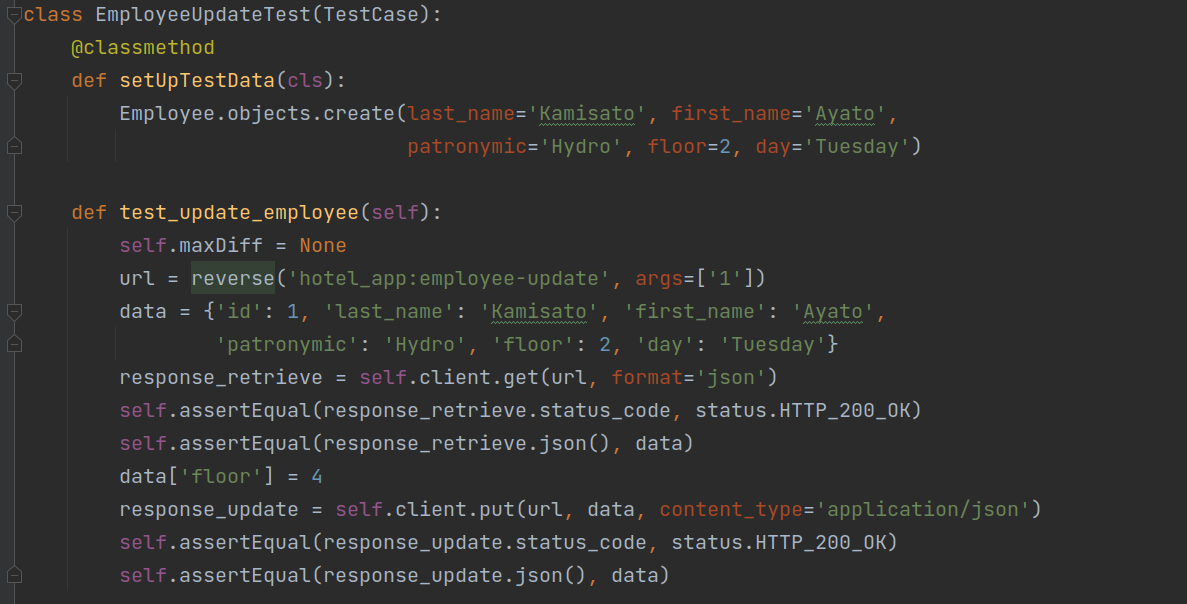 class EmployeeUpdateTest(TestCase):
    @classmethod
    def setUpTestData(cls):
        Employee.objects.create(last_name='Kamisato', first_name='Ayato',
                                patronymic='Hydro', floor=2, day='Tuesday')

    def test_update_employee(self):
        self.maxDiff = None
        url = reverse('hotel_app:employee-update', args=['1'])
        data = {'id': 1, 'last_name': 'Kamisato', 'first_name': 'Ayato',
                'patronymic': 'Hydro', 'floor': 2, 'day': 'Tuesday'}
        response_retrieve = self.client.get(url, format='json')
        self.assertEqual(response_retrieve.status_code, status.HTTP_200_OK)
        self.assertEqual(response_retrieve.json(), data)
        data['floor'] = 4
        response_update = self.client.put(url, data, content_type='application/json')
        self.assertEqual(response_update.status_code, status.HTTP_200_OK)
        self.assertEqual(response_update.json(), data)